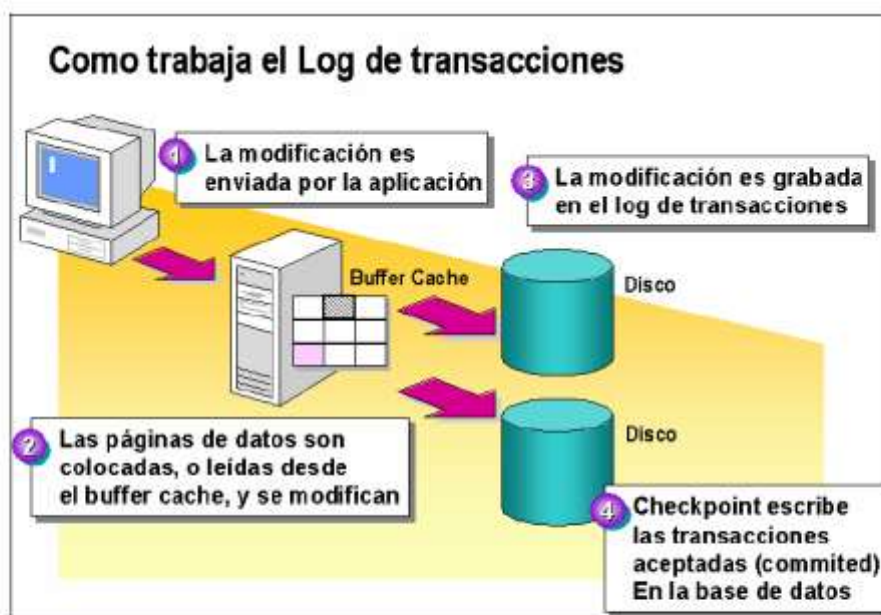 Como trabaja el Log de transacciones
1 La modificación es
enviada por la aplicación
3 La modificación es grabada
en el log de transacciones
Buffer Cache
Disco
2 Las páginas de datos son
colocadas, o leídas desde
el buffer cache, y se modifican
Disco
4 Checkpoint escribe
las transacciones
aceptadas (commited)
En la base de datos